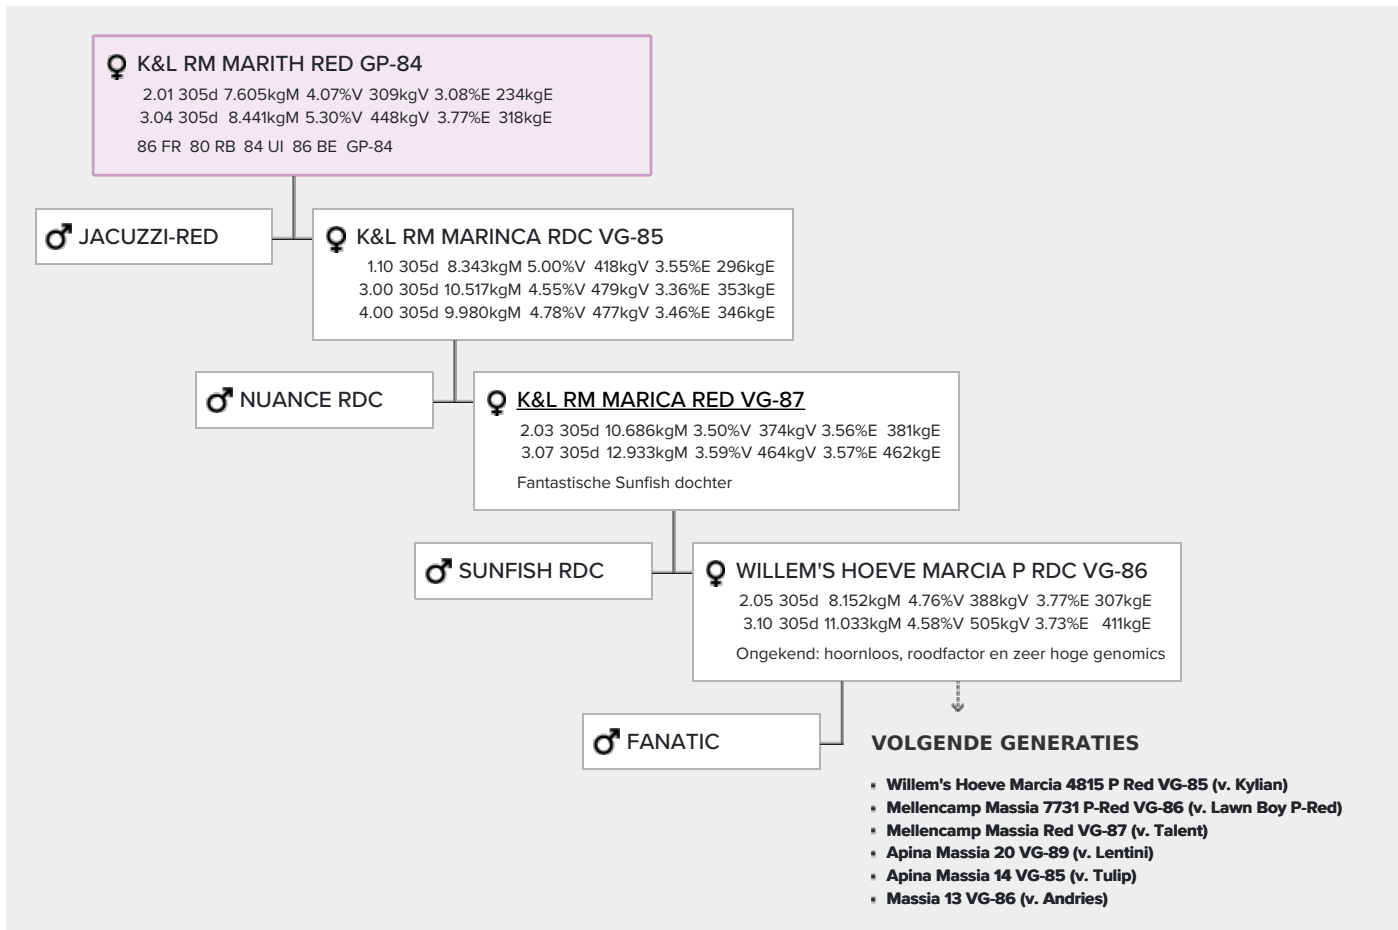 K&L RM MARITH RED GP-84
2.01 305d 7.605kgM 4.07%V 309kgV 3.08%E 234kgE
3.04 305d 8.441kgM 5.30%V 448kgV 3.77%E 318kgE
86 FR 80 RB 84 UI 86 BE GP-84
JACUZZI-RED
K&L RM MARINCA RDC VG-85
1.10 305d 8.343kgM 5.00%V 418kgV 3.55%E 296kgE
3.00 305d 10.517kgM 4.55%V 479kgV 3.36%E 353kgE
4.00 305d 9.980kgM 4.78%V 477kgV 3.46%E 346kgE
NUANCE RDC
K&L RM MARICA RED VG-87
2.03 305d 10.686kgM 3.50%V 374kgV 3.56%E 381kgE
3.07 305d 12.933kgM 3.59%V 464kgV 3.57%E 462kgE
Fantastische Sunfish dochter
SUNFISH RDC
WILLEM'S HOEVE MARCIA P RDC VG-86
2.05 305d 8.152kgM 4.76%V 388kgV 3.77%E 307kgE
3.10 305d 11.033kgM 4.58%V 505kgV 3.73%E 411kgE
Ongekend: hoornloos, roodfactor en zeer hoge genomics
FANATIC
VOLGENDE GENERATIES
Willem's Hoeve Marcia 4815 P Red VG-85 (v. Kylian)
Mellencamp Massia 7731 P-Red VG-86 (v. Lawn Boy P-Red)
Mellencamp Massia Red VG-87 (v. Talent)
Apina Massia 20 VG-89 (v. Lentini)
Apina Massia 14 VG-85 (v. Tulip)
Massia 13 VG-86 (v. Andries)